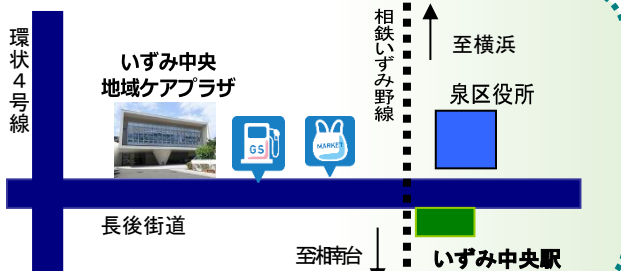 環状4号線
いずみ中央
地域ケアプラザ
GS
MARKET
相鉄いずみ野線
至横浜
泉区役所
長後街道
至湘南台
いずみ中央駅